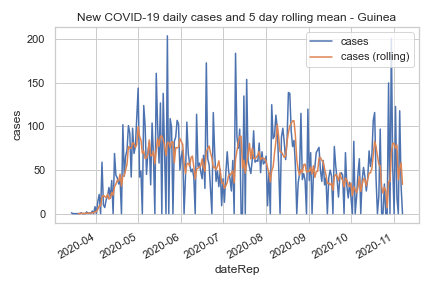 New COVID-19 daily cases and 5 day rolling mean - Guinea
cases
cases (rolling)
200
150
100
50
0
cases
2020-04
2020-05
2020-06
2020-07
2020-08
2020-09
2020-10
2020-11
dateRep